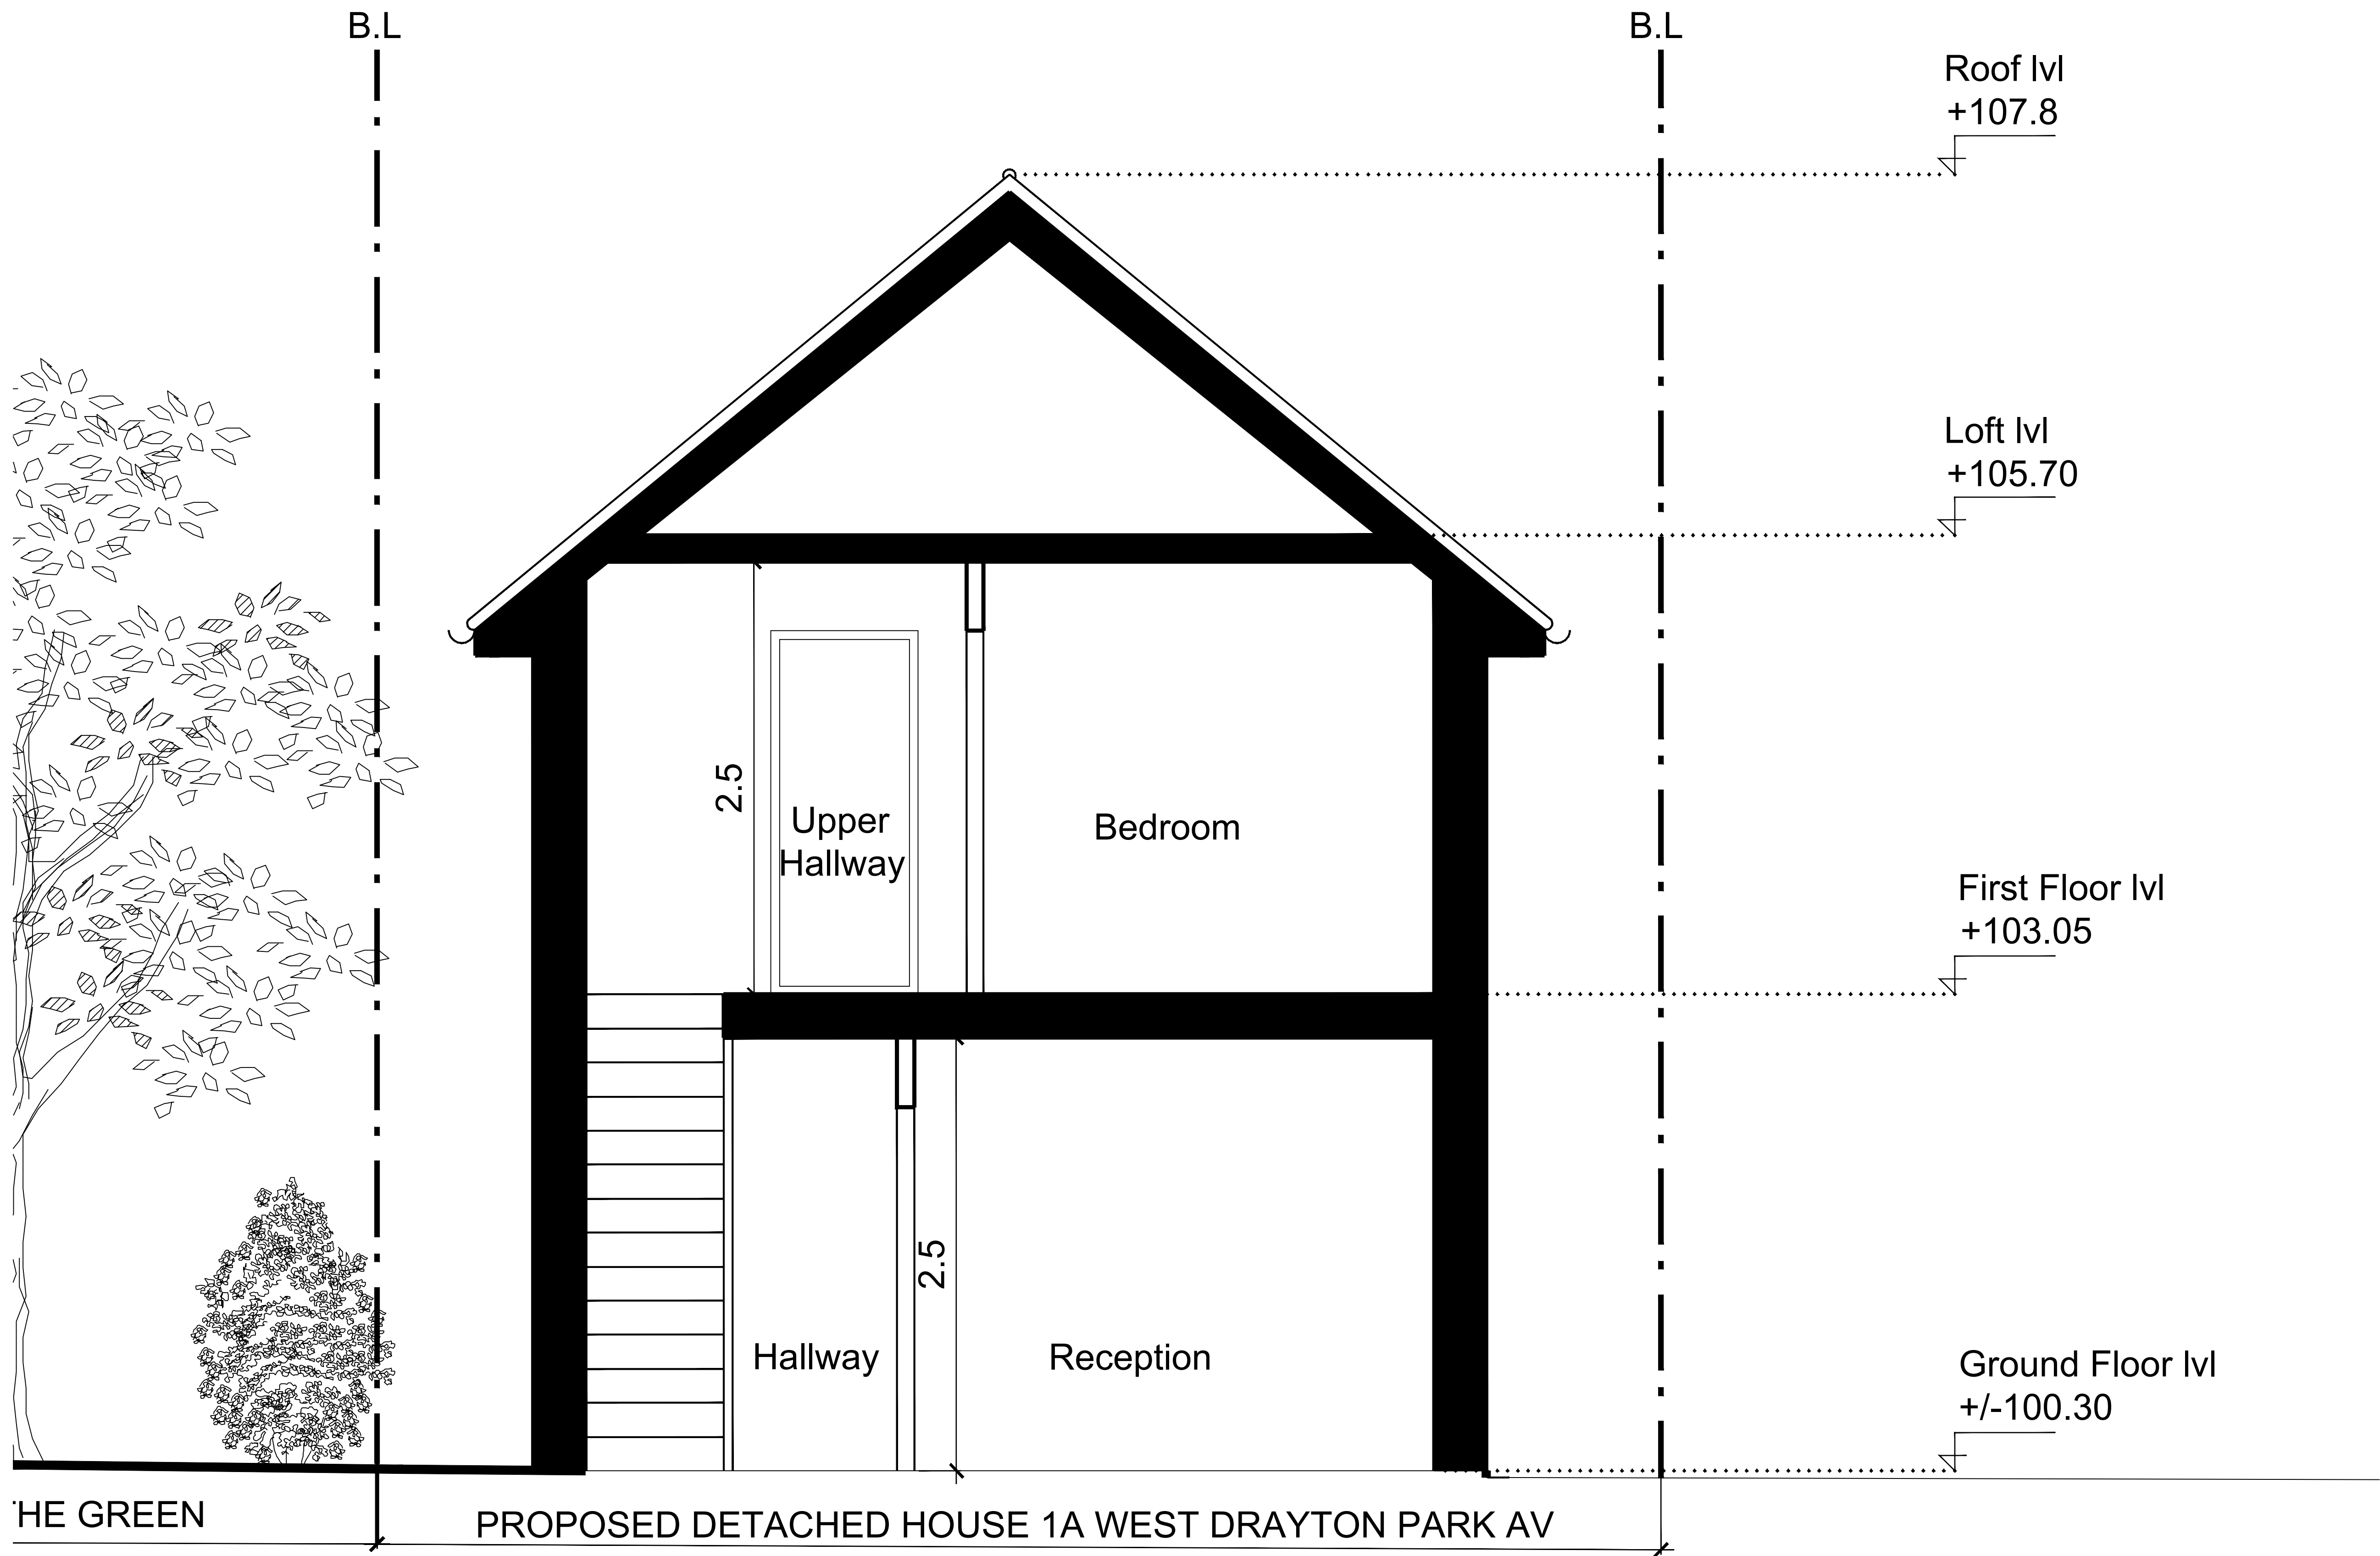 B.L
B.L
Roof lvl
+107.8
Loft lvl
+105.70
2.5
Upper
Hallway
Bedroom
First Floor lvl
+103.05
2.5
Hallway
Reception
Ground Floor lvl
+/-100.30
HE GREEN
PROPOSED DETACHED HOUSE 1A WEST DRAYTON PARK AV